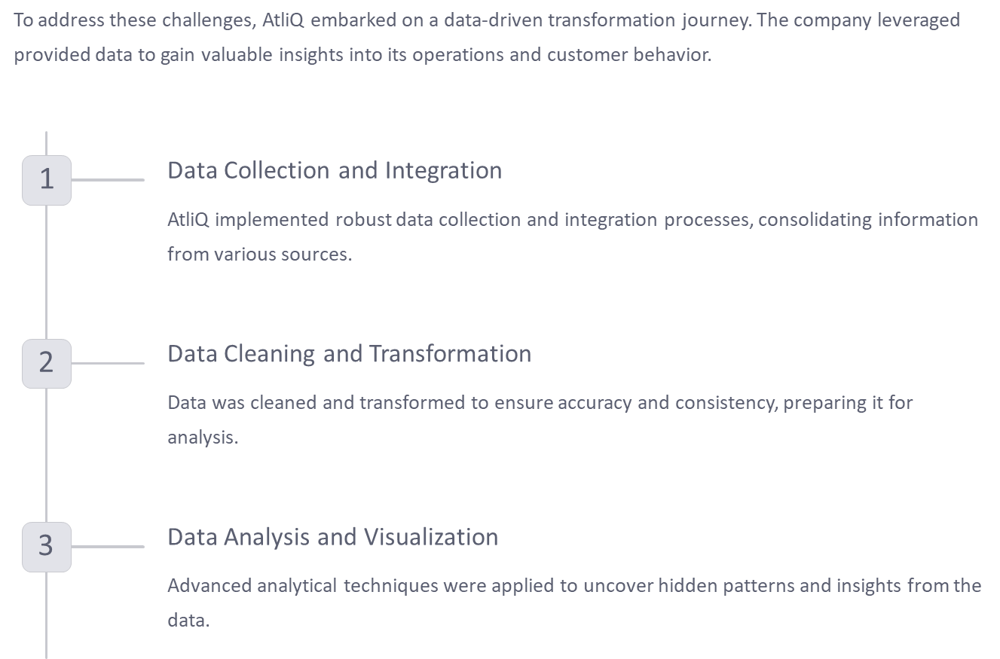 To address these challenges, AtliQ embarked on a data-driven transformation journey. The company leveraged
provided data to gain valuable insights into its operations and customer behavior.
1
Data Collection and Integration
AtliQ implemented robust data collection and integration processes, consolidating information
from various sources.
2
Data Cleaning and Transformation
Data was cleaned and transformed to ensure accuracy and consistency, preparing it for
analysis.
3
Data Analysis and Visualization
Advanced analytical techniques were applied to uncover hidden patterns and insights from the
data.